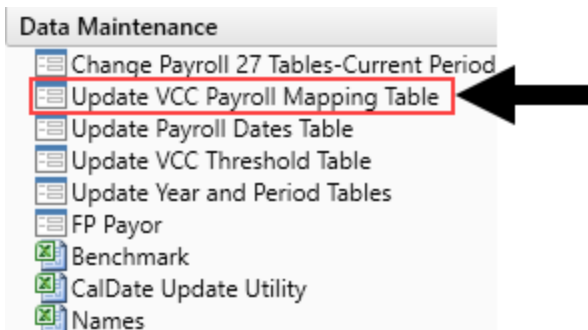 Data Maintenance
Change Payroll 27 Tables-Current Period
Update VCC Payroll Mapping Table
Update Payroll Dates Table
Update VCC Threshold Table
Update Year and Period Tables
FP Payor
Benchmark
CalDate Update Utility
Names